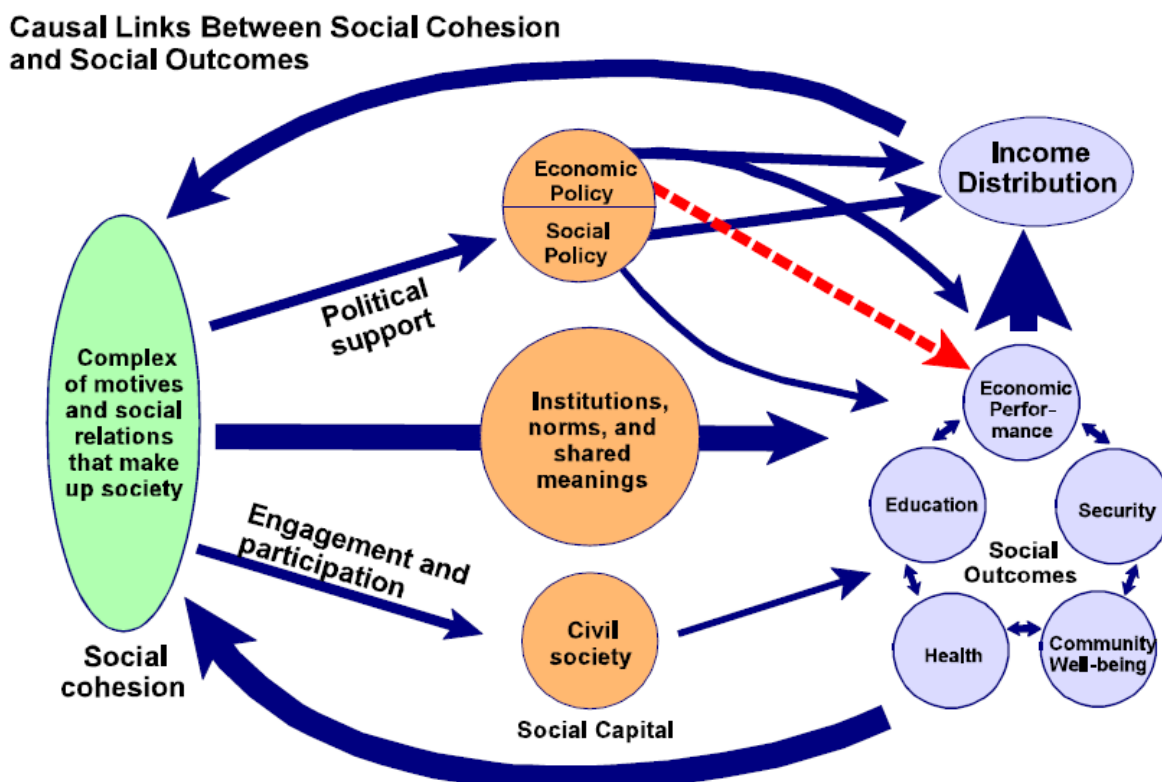 Causal Links Between Social Cohesion
and Social Outcomes
Economic
Policy
Social
Policy
Income
Distribution
Political
support
Complex
of motives
and social
relations
that make
up society
Institutions,
norms, and
shared
meanings
Economic
Perfor-
mance
Education
Security
Social
Outcomes
Engagement and
participation
Civil
society
Health
Community
Well-being
Social
cohesion
Social Capital